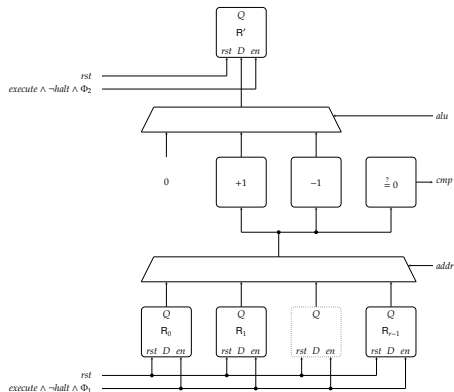 Q
R′
rst D en
rst
execute ∧ ¬halt ∧ Φ₂
alu
0
+1
−1
≟ 0
cmp
addr
Q Q Q Q
R₀ R₁ Rᵣ₋₁
rst D en rst D en rst D en rst D en
rst
execute ∧ ¬halt ∧ Φ₁